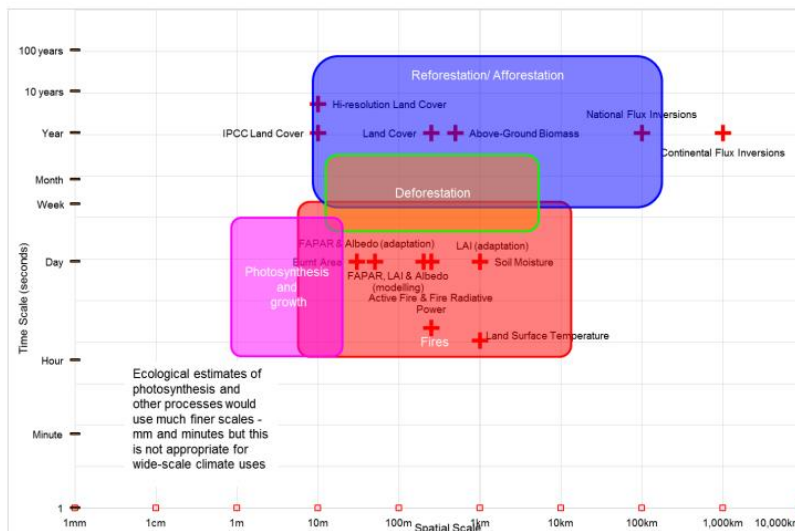 100 years
Reforestation/ Afforestation
10 years
Hi-resolution Land Cover
National Flux Inversions
Year
IPCC Land Cover
Land Cover
Above-Ground Biomass
Continental Flux Inversions
Month
Deforestation
Week
FAPAR & Albedo (adaptation)
LAI (adaptation)
Day
Burnt Area
Soil Moisture
Photosynthesis
and
growth
FAPAR, LAI & Albedo
(modelling)
Active Fire & Fire Radiative
Power
Land Surface Temperature
Fires
Hour
Time Scale (seconds)
Ecological estimates of
photosynthesis and
other processes would
use much finer scales -
mm and minutes but this
is not appropriate for
wide-scale climate uses
Minute
1
1mm
1cm
1m
10m
100m
1km
10km
100km
1,000km
10,000km
Spatial Scale